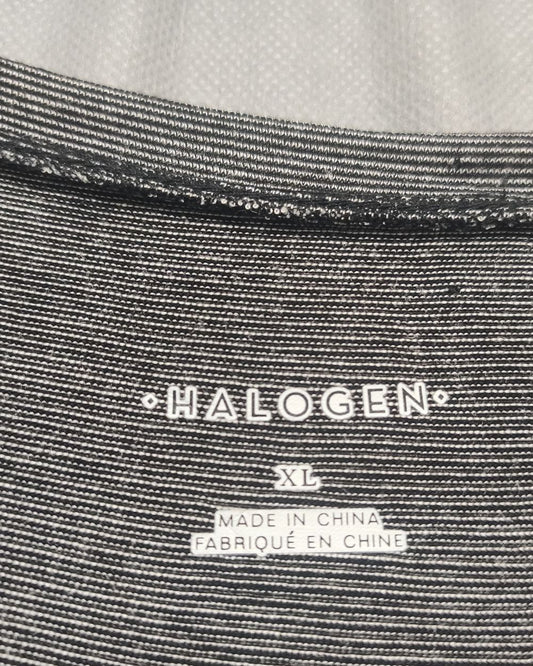 HALOGEN
XL
MADE IN CHINA
FABRIQUÉ EN CHINE